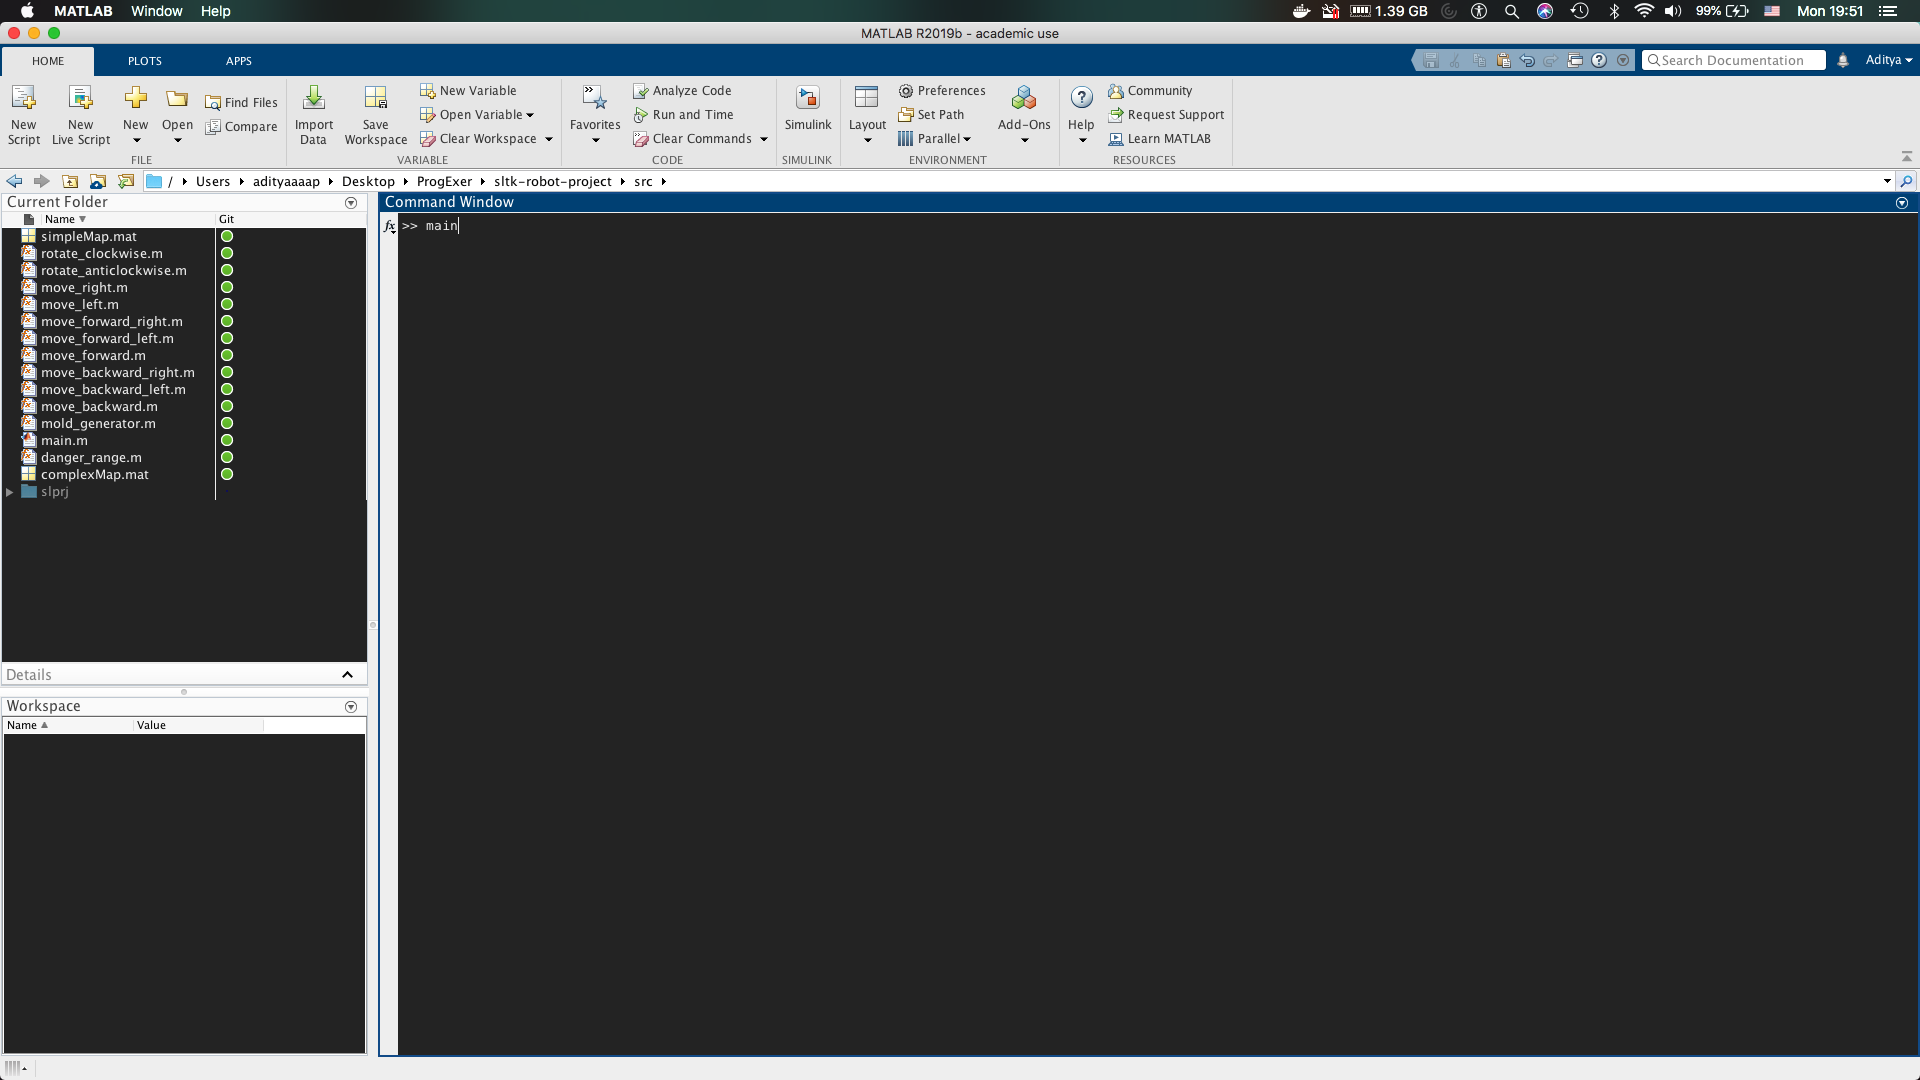 MATLAB Window Help 1.39 GB 99% Mon 19:51
MATLAB R2019b - academic use
HOME PLOTS APPS Search Documentation Aditya
New Script
New Live Script
New
Open
Find Files
Compare
FILE
Import Data
Save Workspace
New Variable
Open Variable
Clear Workspace
VARIABLE
Favorites
Analyze Code
Run and Time
Clear Commands
CODE
Simulink
SIMULINK
Layout
Preferences
Set Path
Parallel
Add-Ons
ENVIRONMENT
Help
Community
Request Support
Learn MATLAB
RESOURCES
/ Users adityaaaap Desktop ProgExer sltk-robot-project src
Current Folder
Name Git
simpleMap.mat
rotate_clockwise.m
rotate_anticlockwise.m
move_right.m
move_left.m
move_forward_right.m
move_forward_left.m
move_forward.m
move_backward_right.m
move_backward_left.m
move_backward.m
mold_generator.m
main.m
danger_range.m
complexMap.mat
slprj
Details
Workspace
Name Value
Command Window
fx >> main